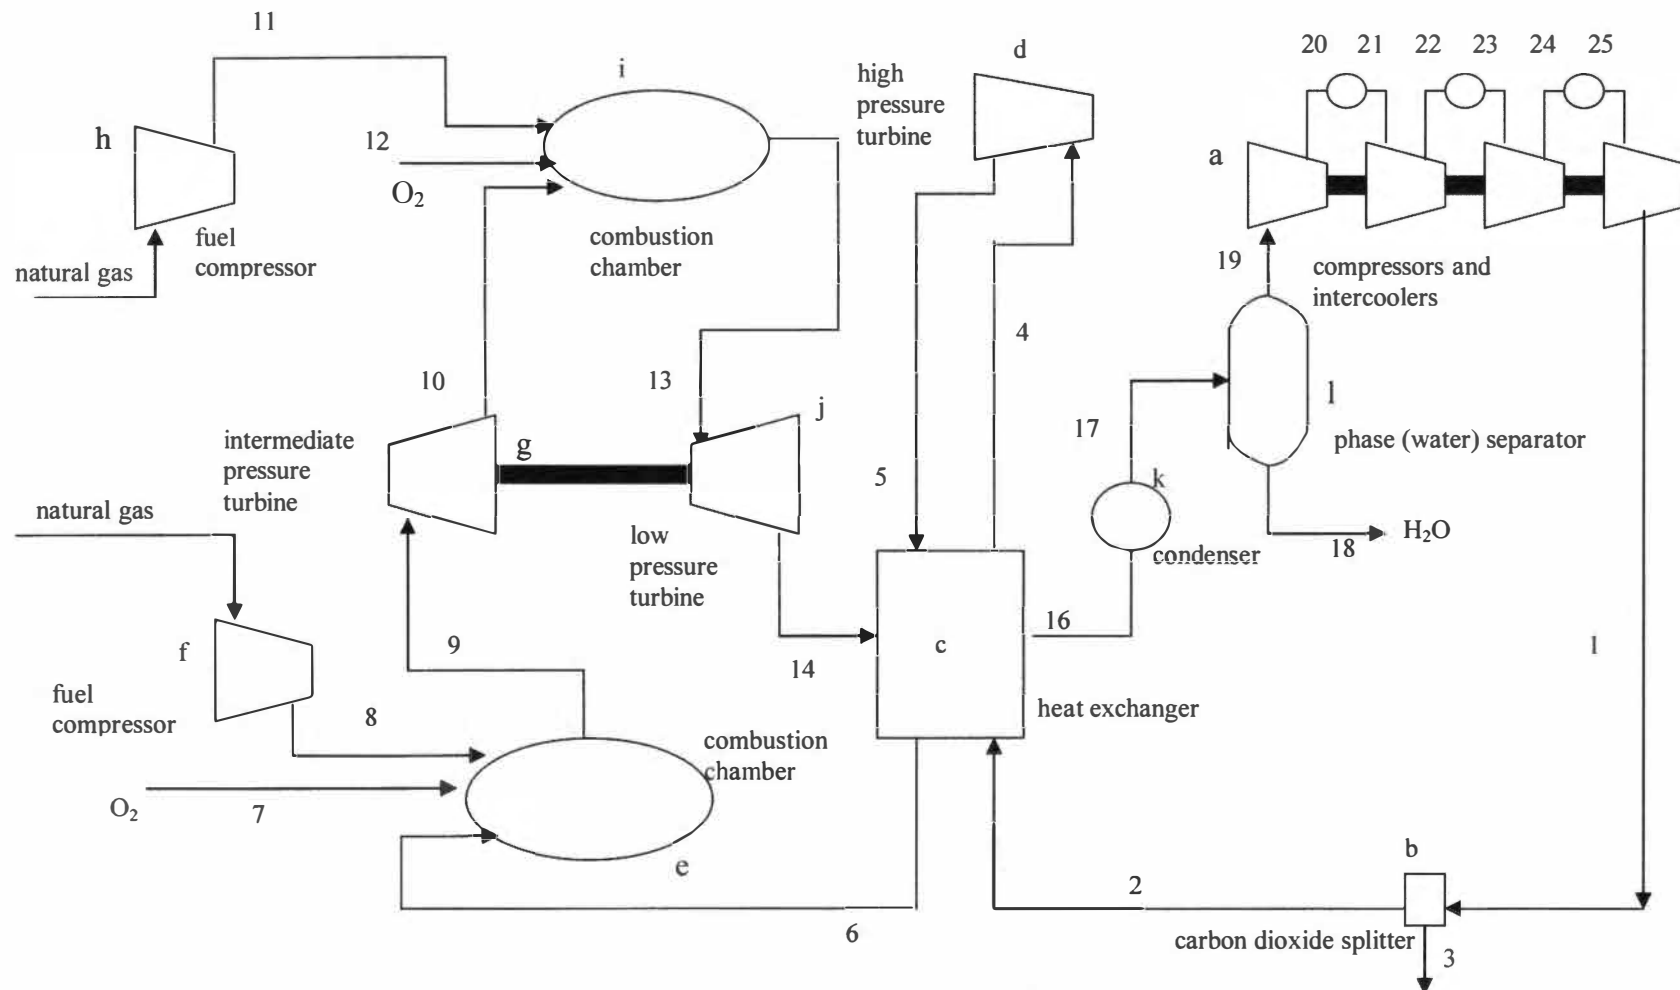 11
20 21 22 23 24 25
i
d
high
pressure
turbine
h
12
O₂
a
fuel
compressor
natural gas
combustion
chamber
19
compressors and
intercoolers
4
10
13
j
17
l
phase (water) separator
intermediate
pressure
turbine
g
5
k
natural gas
low
pressure
turbine
condenser
18
H₂O
f
9
14
c
16
1
fuel
compressor
8
heat exchanger
combustion
chamber
O₂
7
e
b
2
6
carbon dioxide splitter
3